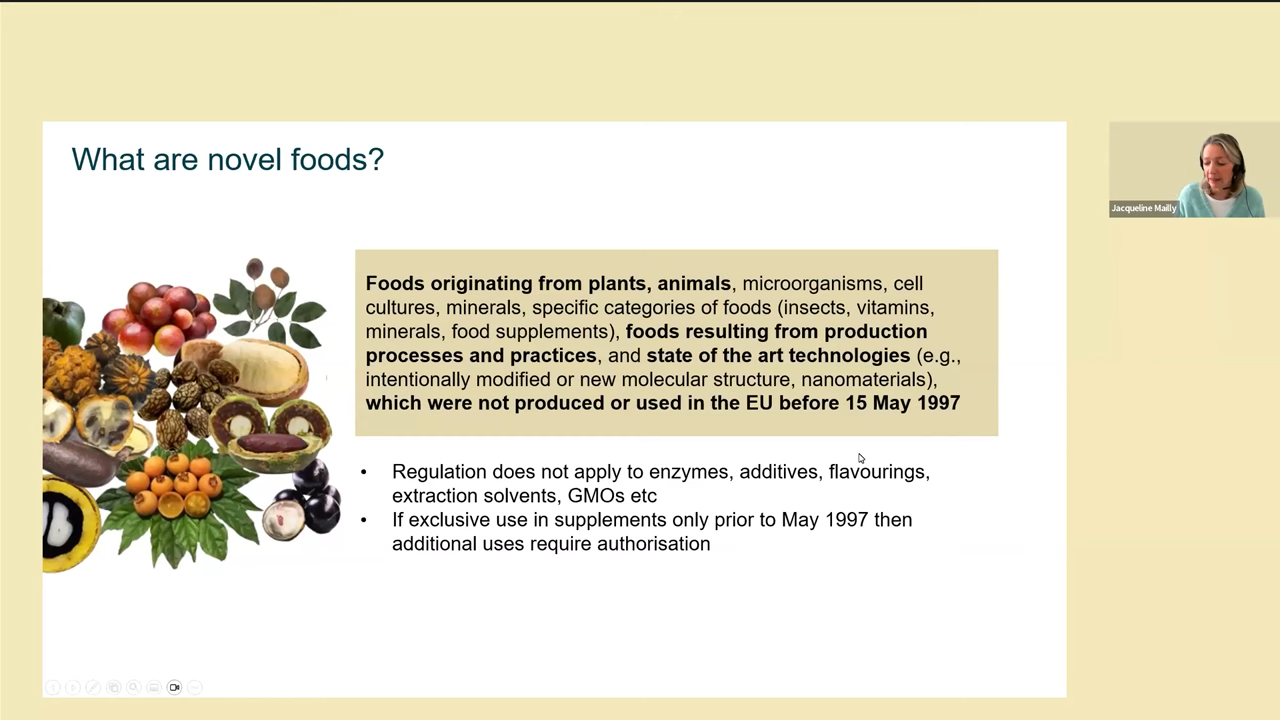 What are novel foods?
Foods originating from plants, animals, microorganisms, cell
cultures, minerals, specific categories of foods (insects, vitamins,
minerals, food supplements), foods resulting from production
processes and practices, and state of the art technologies (e.g.,
intentionally modified or new molecular structure, nanomaterials),
which were not produced or used in the EU before 15 May 1997
• Regulation does not apply to enzymes, additives, flavourings,
extraction solvents, GMOs etc
• If exclusive use in supplements only prior to May 1997 then
additional uses require authorisation
Jacqueline Mailly